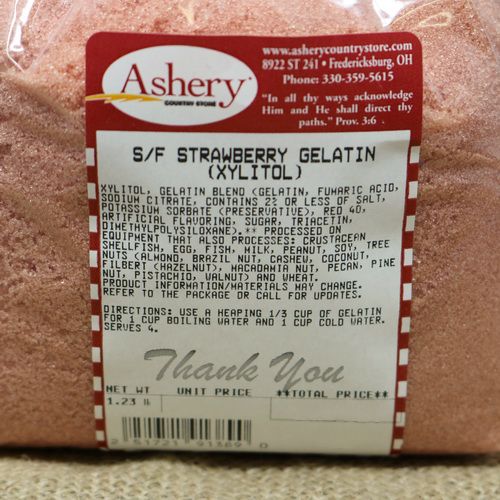 Ashery
COUNTRY STORE
www.asherycountrystore.com
8922 ST 241 • Fredericksburg, OH
Phone: 330-359-5615
"In all thy ways acknowledge
Him and He shall direct thy
paths." Prov. 3:6
S/F STRAWBERRY GELATIN
(XYLITOL)
XYLITOL, GELATIN BLEND (GELATIN, FUMARIC ACID,
SODIUM CITRATE, CONTAINS 2% OR LESS OF SALT,
POTASSIUM SORBATE (PRESERVATIVE), RED 40,
ARTIFICIAL FLAVORING, SUGAR, TRIACETIN,
DIMETHYLPOLYSILOXANE).** PROCESSED ON
EQUIPMENT THAT ALSO PROCESSES: CRUSTACEAN
SHELLFISH, EGG, FISH, MILK, PEANUT, SOY, TREE
NUTS (ALMOND, BRAZIL NUT, CASHEW, COCONUT,
FILBERT (HAZELNUT), MACADAMIA NUT, PECAN, PINE
NUT, PISTACHIO, WALNUT) AND WHEAT.
PRODUCT INFORMATION/MATERIALS MAY CHANGE.
REFER TO THE PACKAGE OR CALL FOR UPDATES.
DIRECTIONS: USE A HEAPING 1/3 CUP OF GELATIN
FOR 1 CUP BOILING WATER AND 1 CUP COLD WATER.
SERVES 4.
Thank You
NET WT UNIT PRICE **TOTAL PRICE**
1.23 lb
2 51721 91369 0